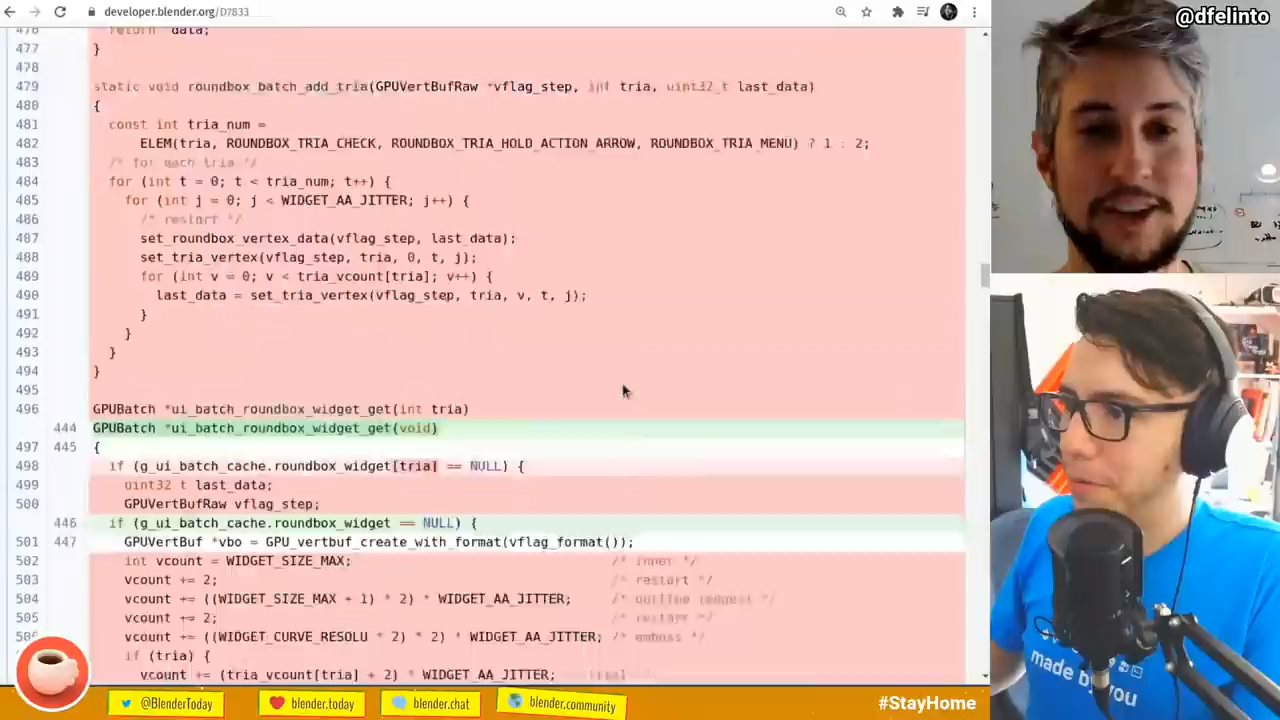 developer.blender.org/D7833
@dfelinto
476 return data;
477 }
478
479 static void roundbox_batch_add_tria(GPUVertBufRaw *vflag_step, int tria, uint32_t last_data)
480 {
481 const int tria_num =
482 ELEM(tria, ROUNDBOX_TRIA_CHECK, ROUNDBOX_TRIA_HOLD_ACTION_ARROW, ROUNDBOX_TRIA_MENU) ? 1 : 2;
483 /* for each tria */
484 for (int t = 0; t < tria_num; t++) {
485 for (int j = 0; j < WIDGET_AA_JITTER; j++) {
486 /* restart */
487 set_roundbox_vertex_data(vflag_step, last_data);
488 set_tria_vertex(vflag_step, tria, 0, t, j);
489 for (int v = 0; v < tria_vcount[tria]; v++) {
490 last_data = set_tria_vertex(vflag_step, tria, v, t, j);
491 }
492 }
493 }
494 }
495
496 GPUBatch *ui_batch_roundbox_widget_get(int tria)
444 GPUBatch *ui_batch_roundbox_widget_get(void)
497 445 {
498 if (g_ui_batch_cache.roundbox_widget[tria] == NULL) {
499 uint32_t last_data;
500 GPUVertBufRaw vflag_step;
446 if (g_ui_batch_cache.roundbox_widget == NULL) {
501 447 GPUVertBuf *vbo = GPU_vertbuf_create_with_format(vflag_format());
502 int vcount = WIDGET_SIZE_MAX; /* inner */
503 vcount += 2; /* restart */
504 vcount += ((WIDGET_SIZE_MAX + 1) * 2) * WIDGET_AA_JITTER; /* outline
505 vcount += 2; /* restart */
vcount += ((WIDGET_CURVE_RESOLU * 2) * 2) * WIDGET_AA_JITTER; /* emboss */
if (tria) {
vcount += (tria_vcount[tria] + 2) * WIDGET_AA_JITTER;
made by you
@BlenderToday
blender.today
blender.chat
blender.community
#StayHome